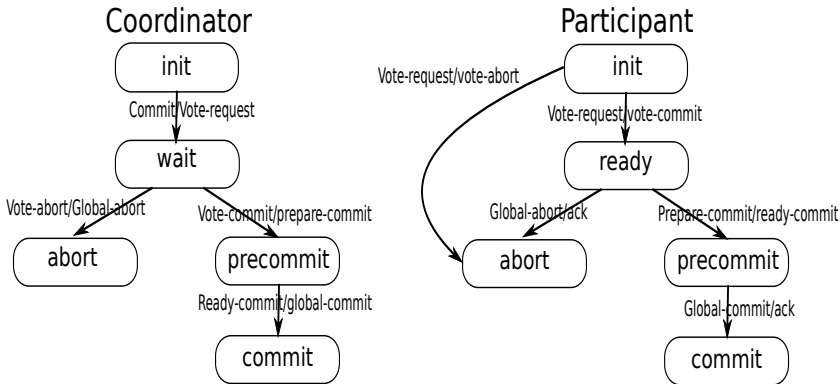 Coordinator
init
Commit/Vote-request
wait
Vote-abort/Global-abort
Vote-commit/prepare-commit
abort
precommit
Ready-commit/global-commit
commit
Participant
init
Vote-request/vote-abort
Vote-request/vote-commit
ready
Global-abort/ack
Prepare-commit/ready-commit
abort
precommit
Global-commit/ack
commit